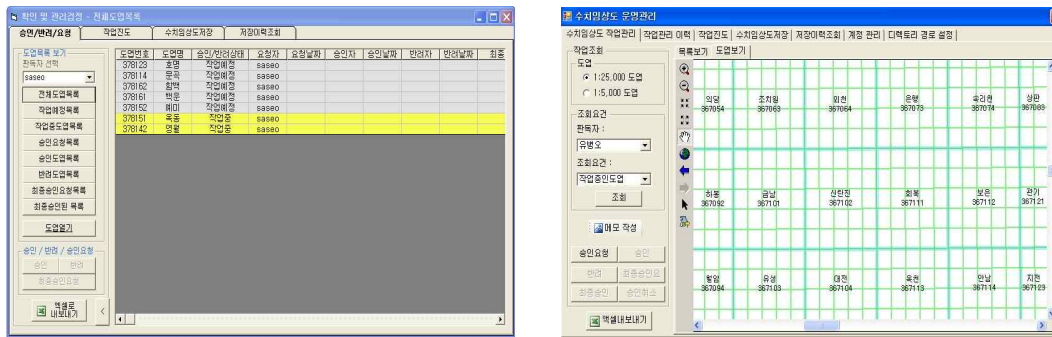 확인 및 관리검정 - 전체도엽목록
승인/반려/요청 작업진도 수치임상도저장 저장이력조회
도엽목록 보기
판독자 선택
saseo
전체도엽목록
작업예정목록
작업중도엽목록
승인요청목록
승인도엽목록
반려도엽목록
최종승인요청목록
최종승인된 목록
도엽열기
승인 / 반려 / 승인요청
승인 반려
최종승인요청
엑셀로
내보내기
<
도엽번호 도엽명 승인/반려상태 요청자 요청날짜 승인자 승인날짜 반려자 반려날짜 최종
378123 호명 작업예정 saseo
378114 문곡 작업예정 saseo
378162 함백 작업예정 saseo
378161 백운 작업예정 saseo
378152 예미 작업예정 saseo
378151 옥동 작업중 saseo
378142 영월 작업중 saseo
수치임상도 운영관리
수치임상도 작업관리 작업관리 이력 작업진도 수치임상도저장 저장이력조회 계정 관리 디렉토리 경로 설정
작업조회
도엽
1:25,000 도엽
1:5,000 도엽
조회요건
판독자 :
유병오
조회요건 :
작업중인도엽
조회
메모 작성
승인요청 승인
반려 최종승인요
최종승인 승인취소
엑셀내보내기
목록보기 도엽보기
의당 조치원 외천 은행 속리천 상판
367054 367063 367064 367073 367074 367083
하봉 금남 신탄진 회북 보은 관기
367092 367101 367102 367111 367112 367121
월암 유성 대전 옥천 안남 지전
367094 367103 367104 367113 367114 367123